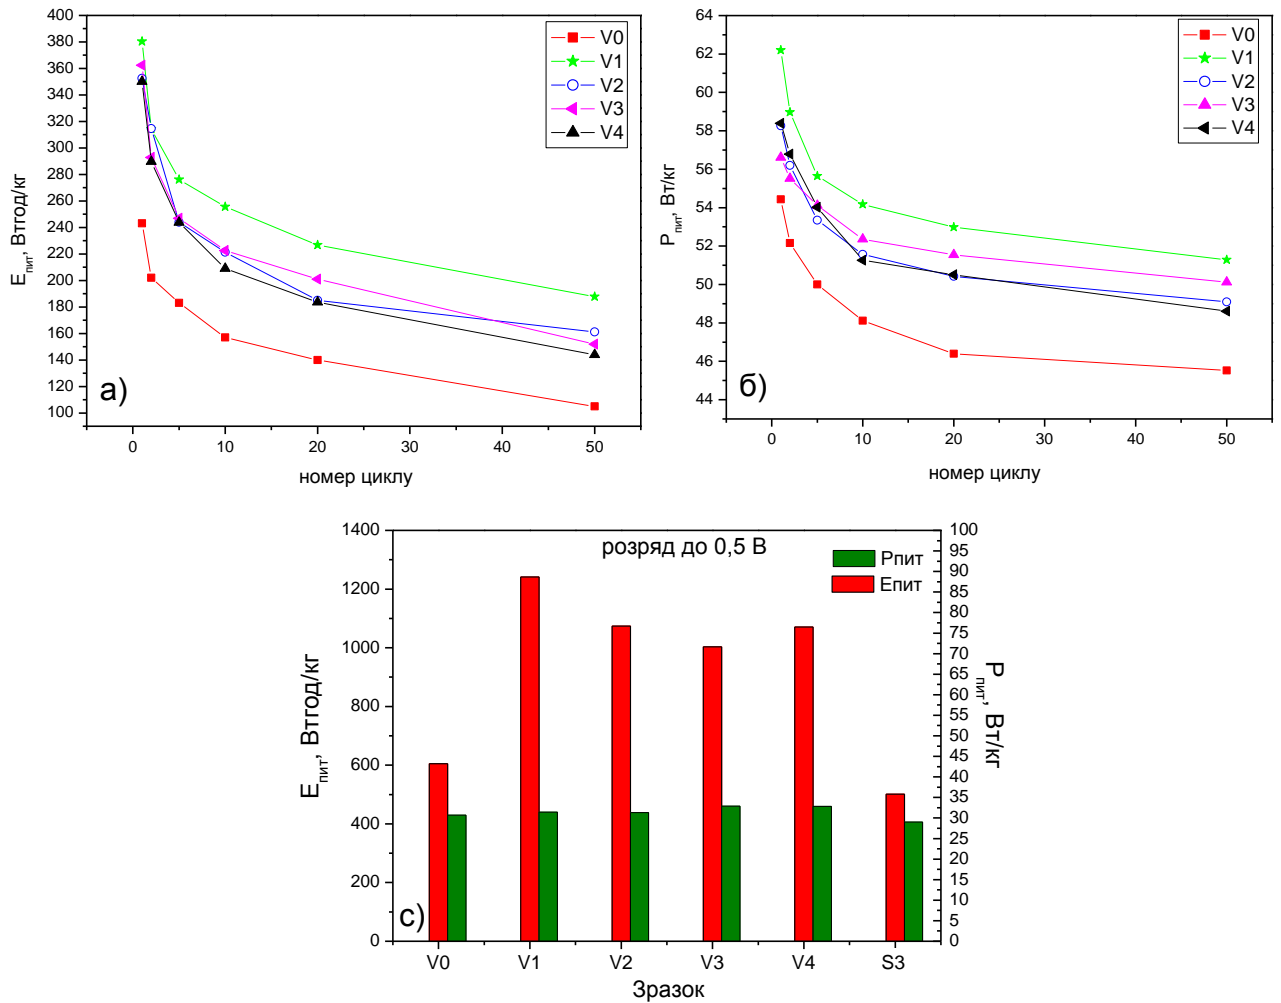 400
380
360
340
320
300
280
260
240
220
200
180
160
140
120
100
E пит, Втгод/кг
V0
V1
V2
V3
V4
а)
0 10 20 30 40 50
номер циклу
64
62
60
58
56
54
52
50
48
46
44
P пит, Вт/кг
V0
V1
V2
V3
V4
б)
0 10 20 30 40 50
номер циклу
розряд до 0,5 В
Pпит
Eпит
1400
1200
1000
800
600
400
200
0
E пит, Втгод/кг
100
95
90
85
80
75
70
65
60
55
50
45
40
35
30
25
20
15
10
5
0
P пит, Вт/кг
c)
V0 V1 V2 V3 V4 S3
Зразок